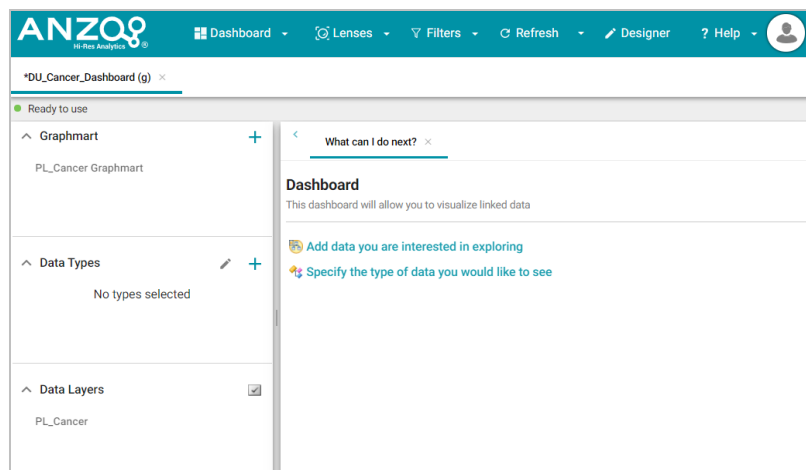 ANZO
Hi-Res Analytics
®
Dashboard
Lenses
Filters
Refresh
Designer
? Help
*DU_Cancer_Dashboard (g)
Ready to use
Graphmart
PL_Cancer Graphmart
Data Types
No types selected
Data Layers
PL_Cancer
What can I do next?
Dashboard
This dashboard will allow you to visualize linked data
Add data you are interested in exploring
Specify the type of data you would like to see